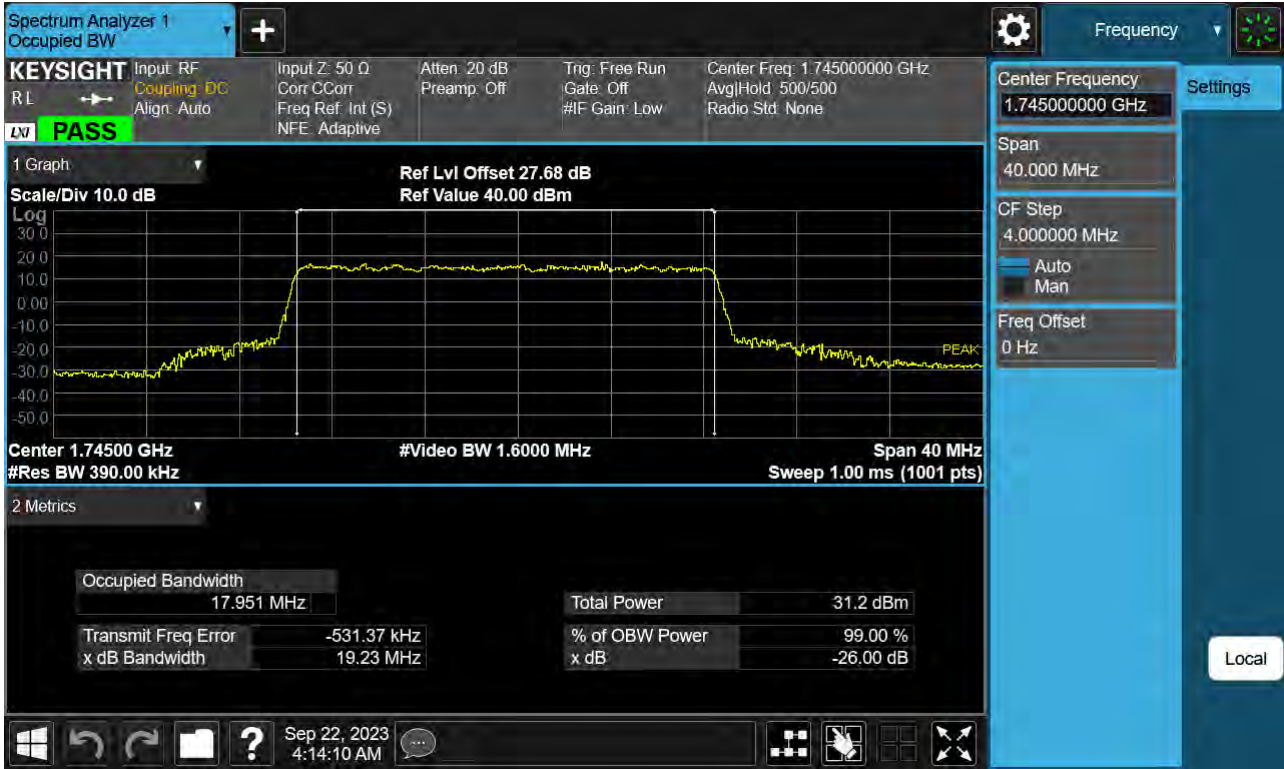 Spectrum Analyzer 1
Occupied BW
+
Frequency
KEYSIGHT
RL
LXI PASS
Input: RF
Coupling: DC
Align: Auto
Input Z: 50 Ω
Corr CCorr
Freq Ref: Int (S)
NFE: Adaptive
Atten: 20 dB
Preamp: Off
Trig: Free Run
Gate: Off
#IF Gain: Low
Center Freq: 1.745000000 GHz
Avg|Hold: 500/500
Radio Std: None
1 Graph
Scale/Div 10.0 dB
Ref Lvl Offset 27.68 dB
Ref Value 40.00 dBm
Log
30.0
20.0
10.0
0.00
-10.0
-20.0
-30.0
-40.0
-50.0
PEAK
Center 1.74500 GHz
#Video BW 1.6000 MHz
Span 40 MHz
#Res BW 390.00 kHz
Sweep 1.00 ms (1001 pts)
2 Metrics
Occupied Bandwidth
17.951 MHz
Total Power 31.2 dBm
Transmit Freq Error -531.37 kHz
% of OBW Power 99.00 %
x dB Bandwidth 19.23 MHz
x dB -26.00 dB
Center Frequency
1.745000000 GHz
Settings
Span
40.000 MHz
CF Step
4.000000 MHz
Auto
Man
Freq Offset
0 Hz
Local
?
Sep 22, 2023
4:14:10 AM